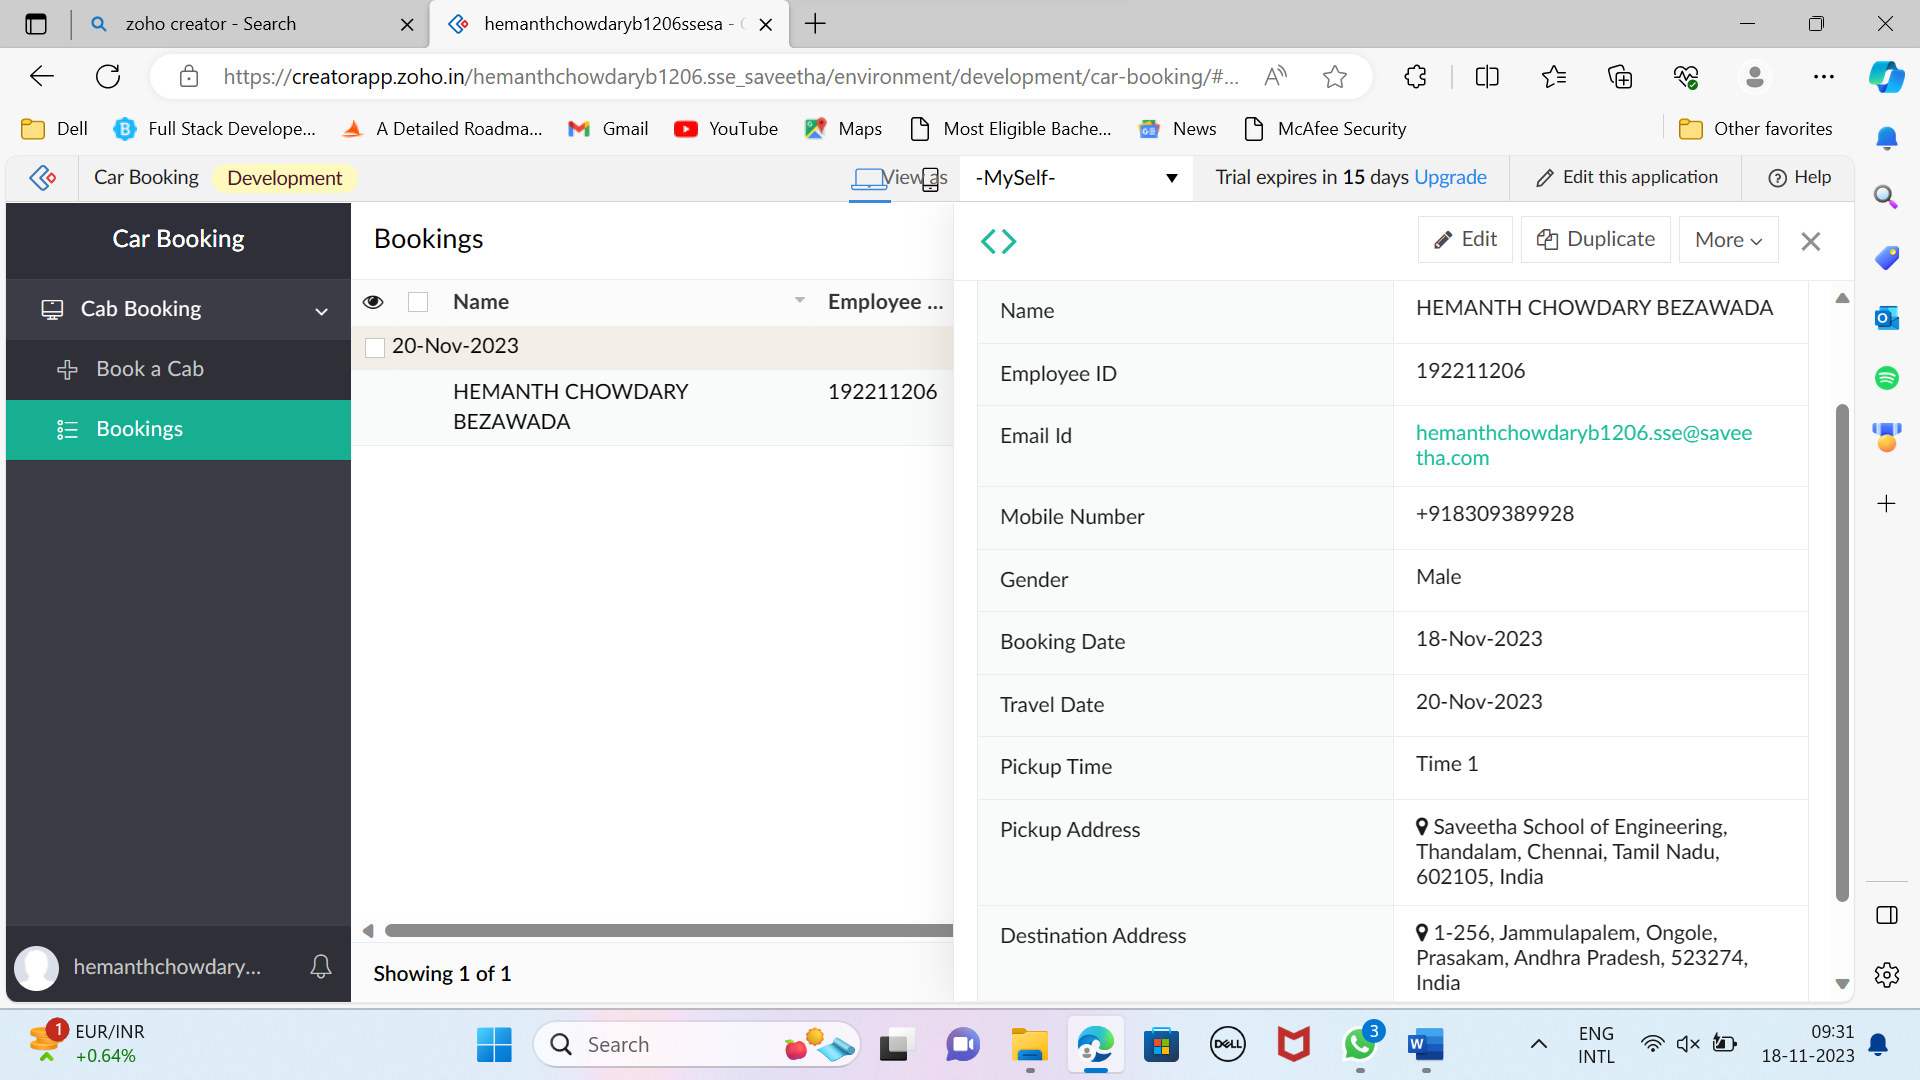 zoho creator - Search
hemanthchowdaryb1206ssesa -
https://creatorapp.zoho.in/hemanthchowdaryb1206.sse_saveetha/environment/development/car-booking/#...
Dell
Full Stack Develope...
A Detailed Roadma...
Gmail
YouTube
Maps
Most Eligible Bache...
News
McAfee Security
Other favorites
Car Booking
Development
View as
-MySelf-
Trial expires in 15 days Upgrade
Edit this application
Help
Car Booking
Cab Booking
Book a Cab
Bookings
hemanthchowdary...
Bookings
Name
Employee ...
20-Nov-2023
HEMANTH CHOWDARY
BEZAWADA
192211206
Showing 1 of 1
Edit
Duplicate
More
Name
HEMANTH CHOWDARY BEZAWADA
Employee ID
192211206
Email Id
hemanthchowdaryb1206.sse@savee
tha.com
Mobile Number
+918309389928
Gender
Male
Booking Date
18-Nov-2023
Travel Date
20-Nov-2023
Pickup Time
Time 1
Pickup Address
Saveetha School of Engineering,
Thandalam, Chennai, Tamil Nadu,
602105, India
Destination Address
1-256, Jammulapalem, Ongole,
Prasakam, Andhra Pradesh, 523274,
India
1
EUR/INR
+0.64%
Search
DELL
3
W
ENG
INTL
09:31
18-11-2023